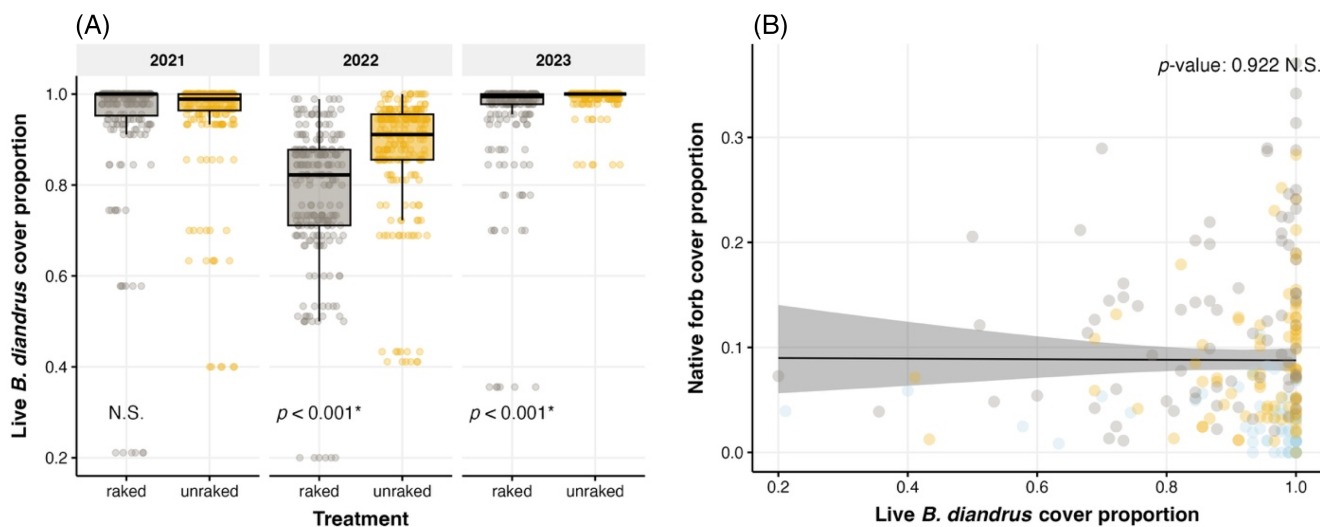 (A)
2021
2022
2023
Live B. diandrus cover proportion
1.0
0.8
0.6
0.4
0.2
N.S.
p < 0.001*
p < 0.001*
raked
unraked
raked
unraked
raked
unraked
Treatment
(B)
p-value: 0.922 N.S.
Native forb cover proportion
0.3
0.2
0.1
0.0
0.2
0.4
0.6
0.8
1.0
Live B. diandrus cover proportion